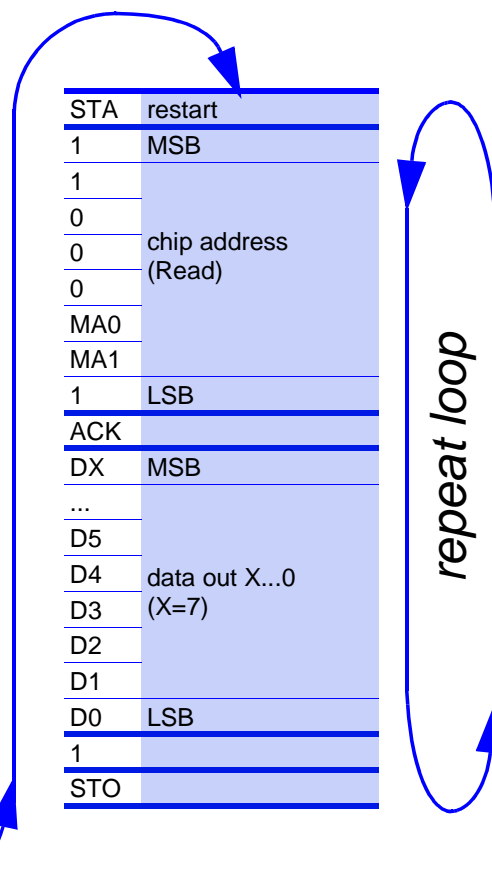 STA restart
1 MSB
1
0
0
0
chip address
(Read)
MA0
MA1
1 LSB
ACK
DX MSB
...
D5
D4
D3
D2
D1
data out X...0
(X=7)
D0 LSB
1
STO
repeat loop